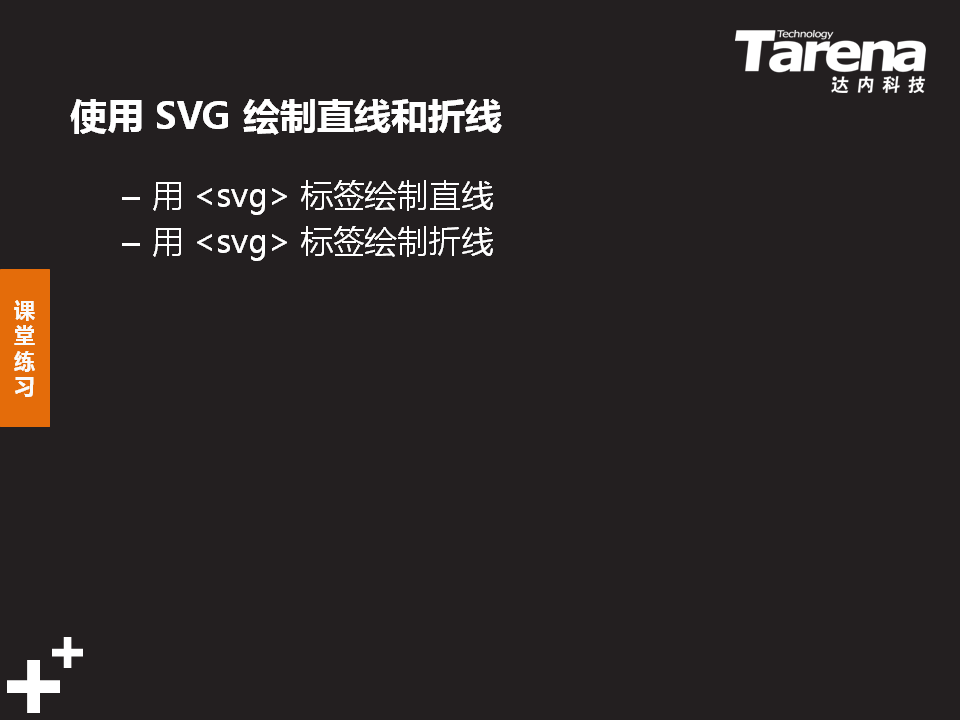 Technology
Tarena
达内科技
使用 SVG 绘制直线和折线
– 用 <svg> 标签绘制直线
– 用 <svg> 标签绘制折线
课
堂
练
习